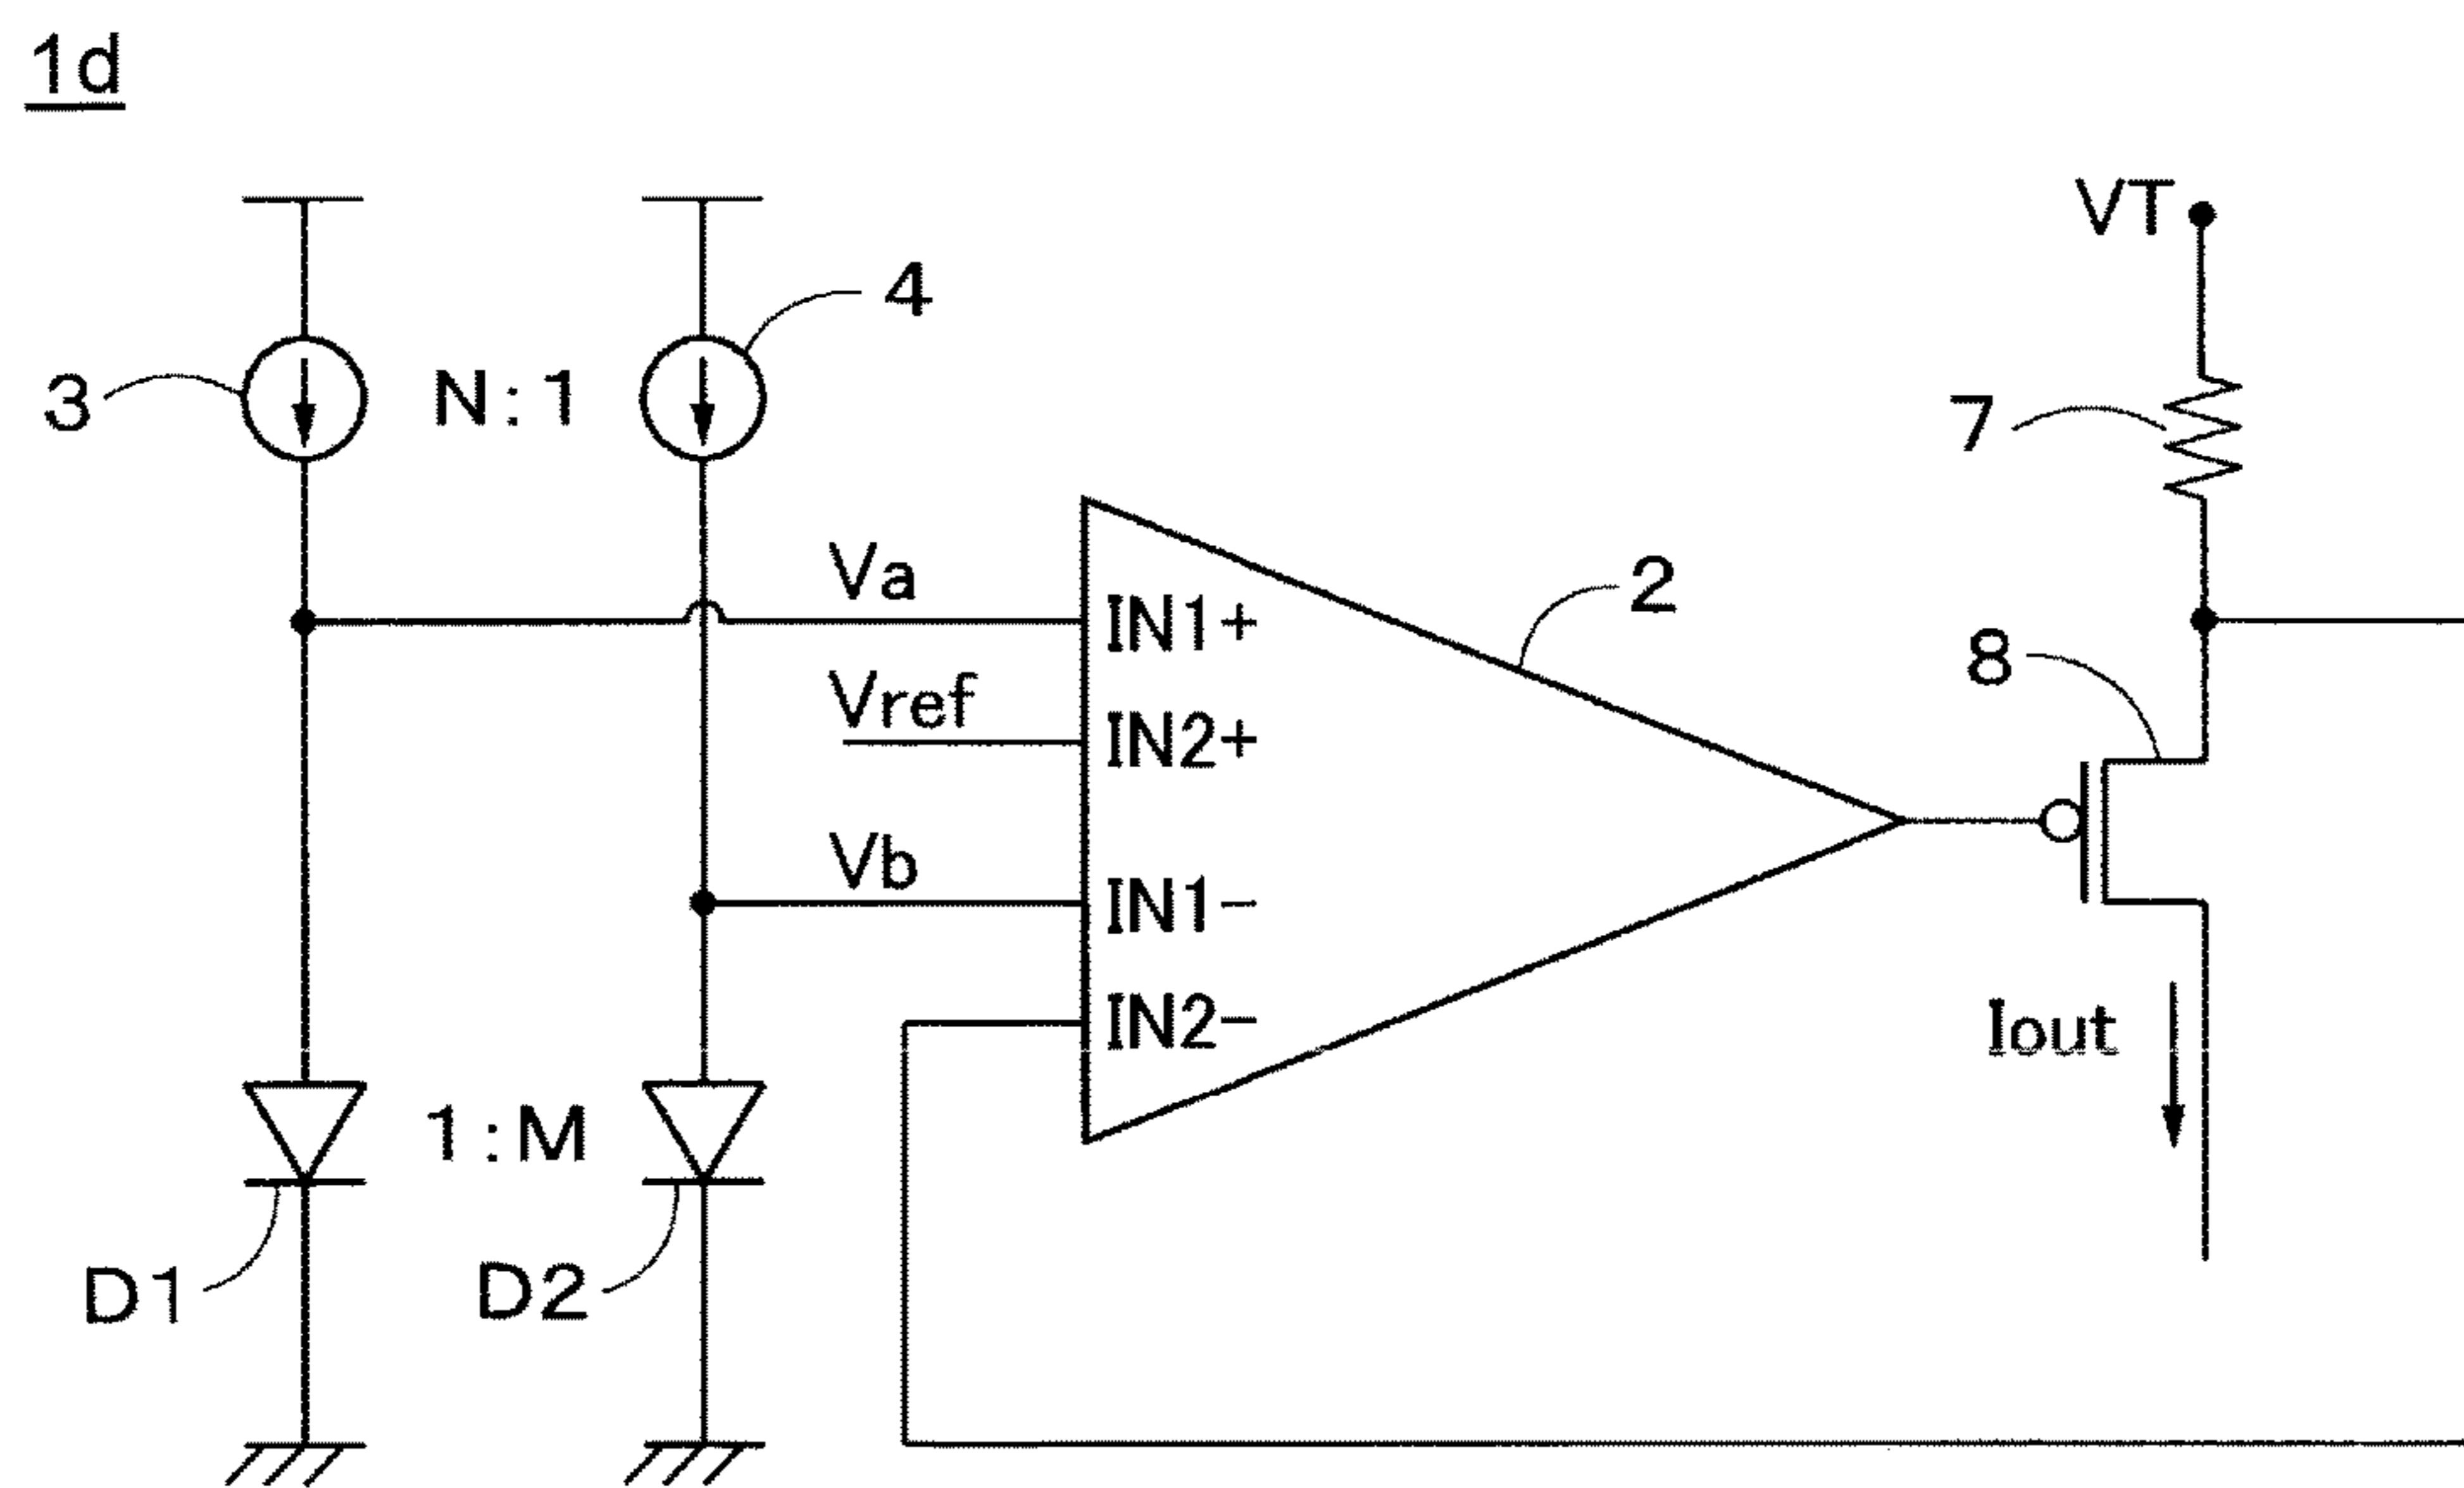 1d
VT
4
3
N:1
7
Va
2
IN1+
8
Vref
IN2+
Vb
IN1-
IN2-
Iout
1:M
D1
D2